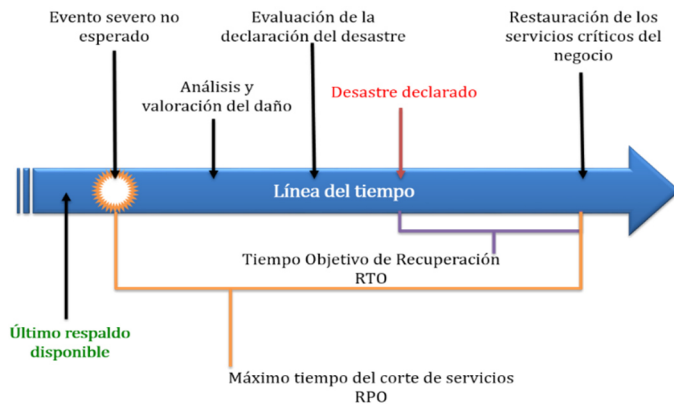 Evento severo no
esperado
Evaluación de la
declaración del desastre
Restauración de los
servicios críticos del
negocio
Análisis y
valoración del daño
Desastre declarado
Línea del tiempo
Tiempo Objetivo de Recuperación
RTO
Último respaldo
disponible
Máximo tiempo del corte de servicios
RPO